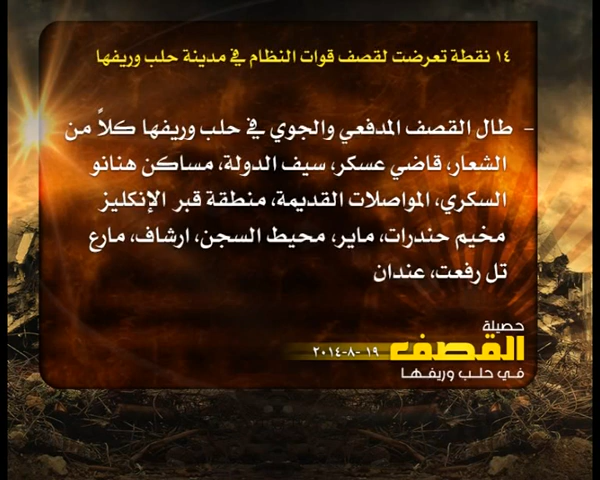 ١٤ نقطة تعرضت لقصف قوات النظام في مدينة حلب وريفها
- طال القصف المدفعي والجوي في حلب وريفها كلاً من
الشعار، قاضي عسكر، سيف الدولة، مساكن هنانو
السكري، المواصلات القديمة، منطقة قبر الإنكليز
مخيم حندرات، ماير، محيط السجن، ارشاف، مارع
تل رفعت، عندان
حصيلة
القصف
١٩ -٨-٢٠١٤
في حلب وريفها